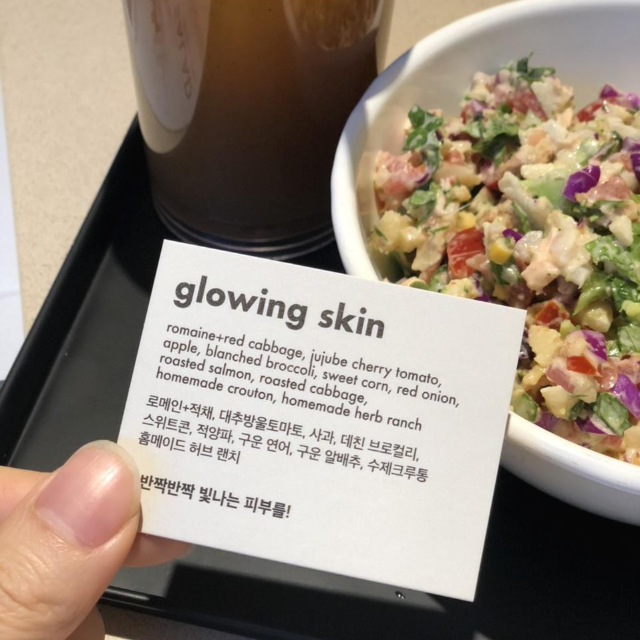 glowing skin
romaine+red cabbage, jujube cherry tomato,
apple, blanched broccoli, sweet corn, red onion,
roasted salmon, roasted cabbage,
homemade crouton, homemade herb ranch
로메인+적채, 대추방울토마토, 사과, 데친 브로컬리,
스위트콘, 적양파, 구운 연어, 구운 알배추, 수제크루통
홈메이드 허브 랜치
반짝반짝 빛나는 피부를!